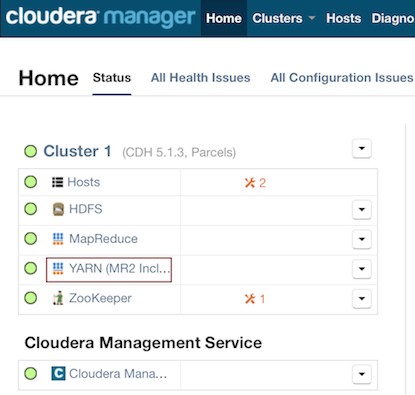 cloudera manager Home Clusters Hosts Diagno
Home Status All Health Issues All Configuration Issues
Cluster 1 (CDH 5.1.3, Parcels)
Hosts 2
HDFS
MapReduce
YARN (MR2 Incl...
ZooKeeper 1
Cloudera Management Service
Cloudera Mana...